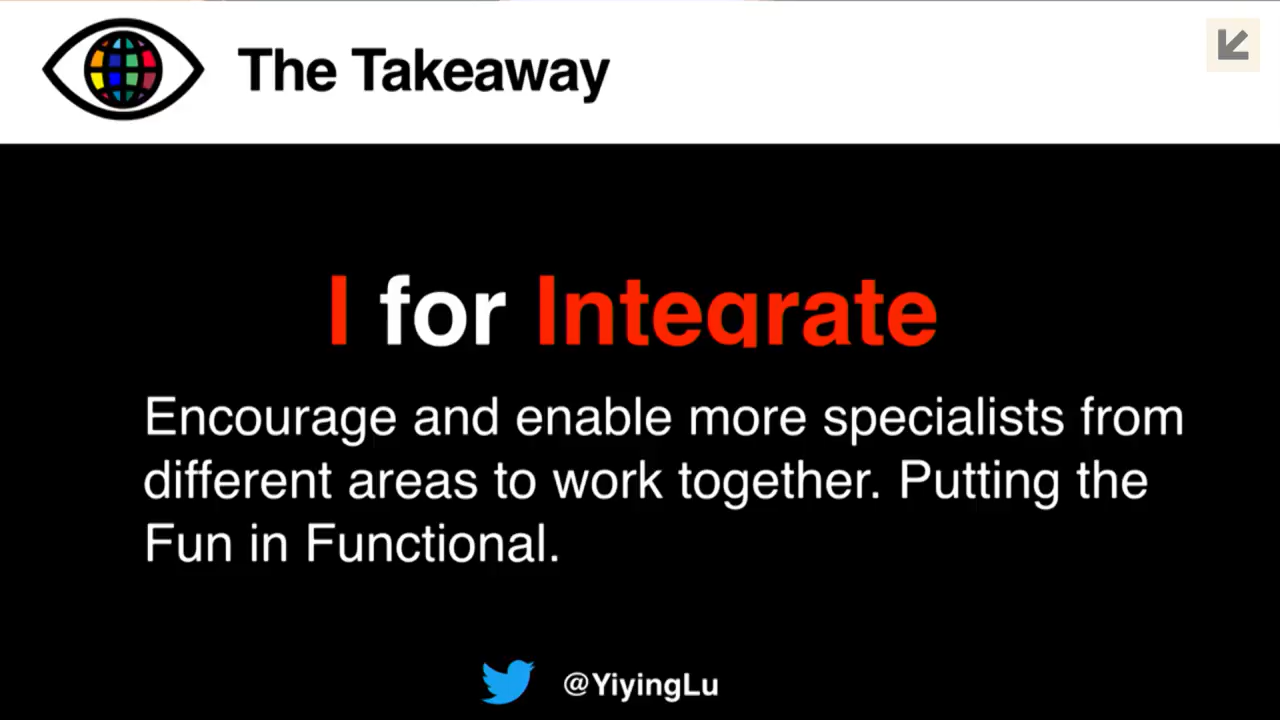 The Takeaway
I for Integrate
Encourage and enable more specialists from
different areas to work together. Putting the
Fun in Functional.
@YiyingLu